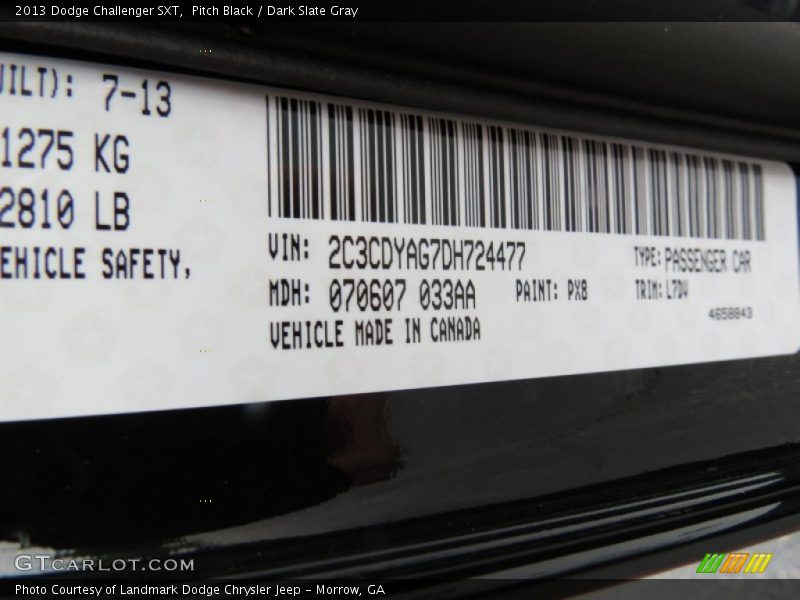 2013 Dodge Challenger SXT,  Pitch Black / Dark Slate Gray
UILT): 7-13
1275 KG
2810 LB
EHICLE SAFETY,
VIN: 2C3CDYAG7DH724477
TYPE: PASSENGER CAR
MDH: 070607 033AA
PAINT: PX8
TRIM: L7DV
VEHICLE MADE IN CANADA
4658843
GTCARLOT.COM
Photo Courtesy of Landmark Dodge Chrysler Jeep - Morrow, GA